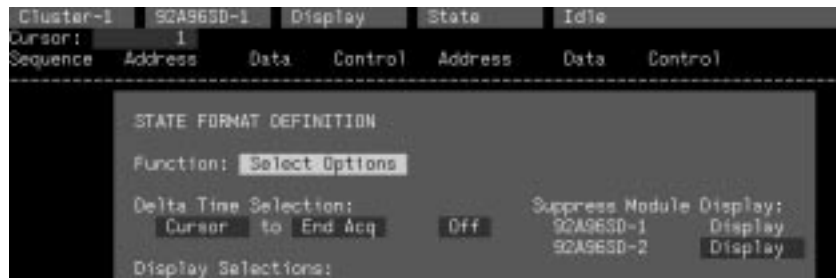 Cluster-1 92A96SD-1 Display State Idle
Cursor: 1
Sequence Address Data Control Address Data Control
STATE FORMAT DEFINITION
Function: Select Options
Delta Time Selection: Suppress Module Display:
Cursor to End Acq Off 92A96SD-1 Display
92A96SD-2 Display
Display Selections: